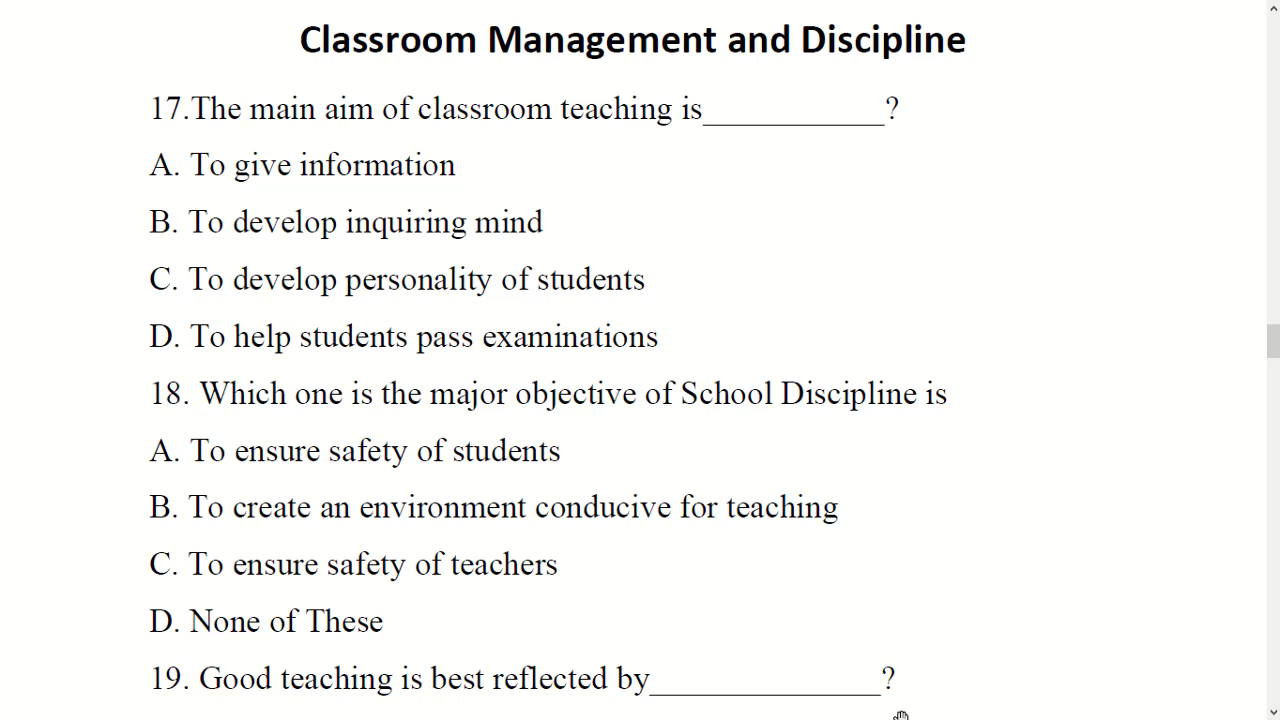 Classroom Management and Discipline
17.The main aim of classroom teaching is___________?
A. To give information
B. To develop inquiring mind
C. To develop personality of students
D. To help students pass examinations
18. Which one is the major objective of School Discipline is
A. To ensure safety of students
B. To create an environment conducive for teaching
C. To ensure safety of teachers
D. None of These
19. Good teaching is best reflected by______________?